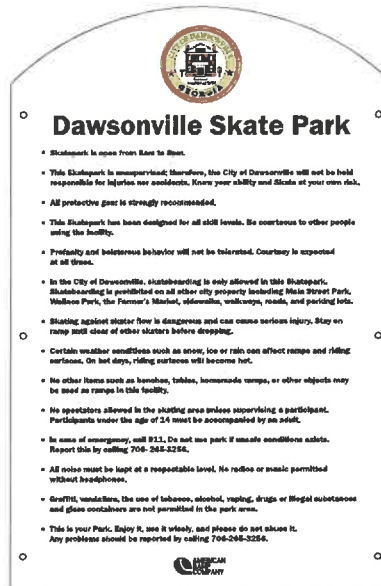 CITY OF DAWSONVILLE
GEORGIA
Dawsonville Skate Park
• Skatepark is open from 8am to 8pm.
• This Skatepark is unsupervised; therefore, the City of Dawsonville will not be held
responsible for injuries nor accidents. Know your ability and Skate at your own risk.
• All protective gear is strongly recommended.
• This Skatepark has been designed for all skill levels. Be courteous to other people
using the facility.
• Profanity and boisterous behavior will not be tolerated. Courtesy is expected
at all times.
• In the City of Dawsonville, skateboarding is only allowed in this Skatepark.
Skateboarding is prohibited on all other city property including Main Street Park,
Wallace Park, the Farmer's Market, sidewalks, walkways, roads, and parking lots.
• Skating against skater flow is dangerous and can cause serious injury. Stay on
ramp until clear of other skaters before dropping.
• Certain weather conditions such as snow, ice or rain can affect ramps and riding
surfaces. On hot days, riding surfaces will become hot.
• No other items such as benches, tables, homemade ramps, or other objects may
be used as ramps in this facility.
• No spectators allowed in the skating area unless supervising a participant.
Participants under the age of 14 must be accompanied by an adult.
• In case of emergency, call 911. Do not use park if unsafe conditions exists.
Report this by calling 706-265-3256.
• All noise must be kept at a respectable level. No radios or music permitted
without headphones.
• Graffiti, vandalism, the use of tobacco, alcohol, vaping, drugs or illegal substances
and glass containers are not permitted in the park area.
• This is your Park. Enjoy it, use it wisely, and please do not abuse it.
Any problems should be reported by calling 706-265-3256.
AMERICAN
RAMP
COMPANY